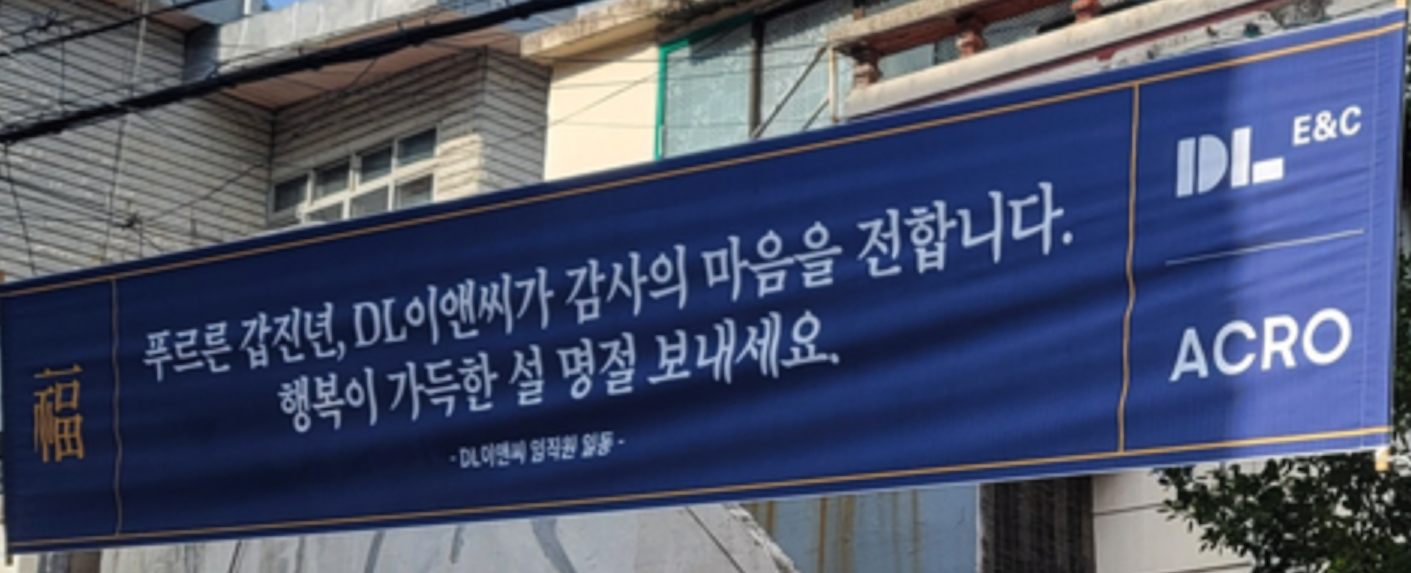 福
푸르른 갑진년, DL이앤씨가 감사의 마음을 전합니다.
행복이 가득한 설 명절 보내세요.
- DL이앤씨 임직원 일동 -
DL E&C
ACRO